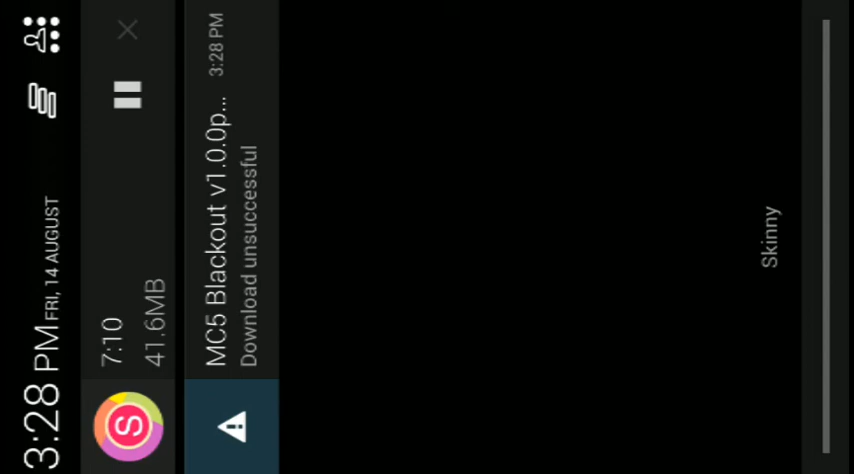 3:28 PM FRI, 14 AUGUST
7:10
41.6MB
S
MC5 Blackout v1.0.0p... 3:28 PM
Download unsuccessful
Skinny